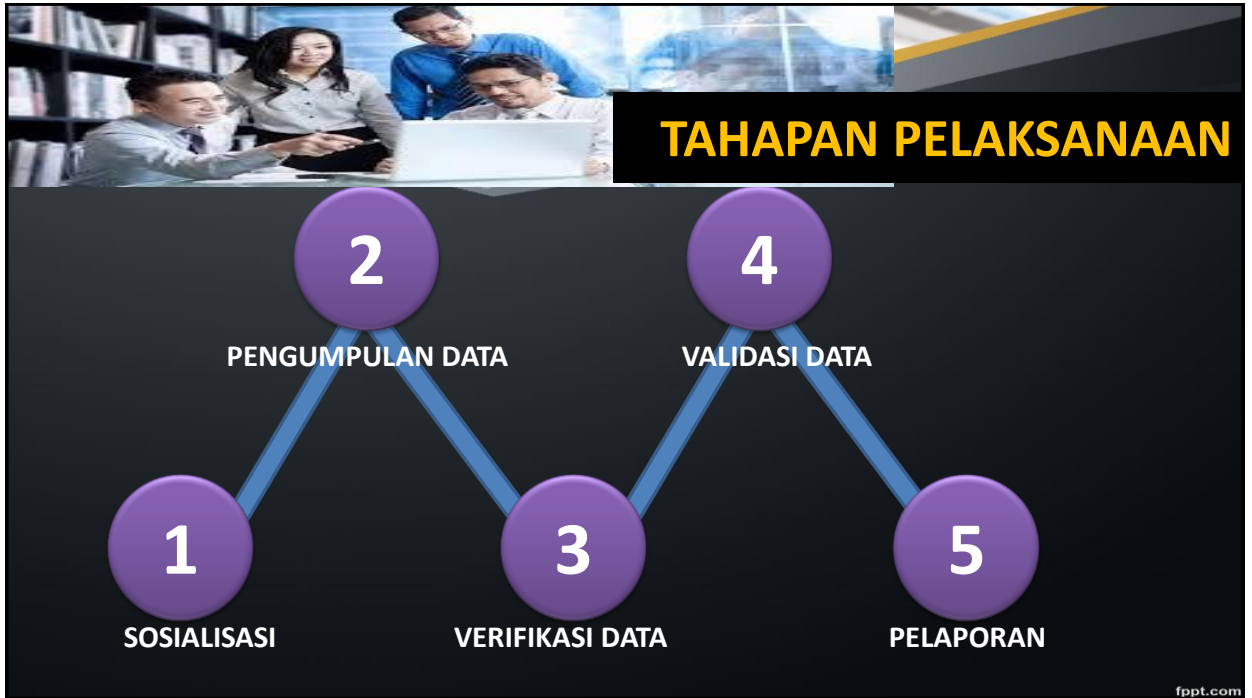 TAHAPAN PELAKSANAAN
2
4
PENGUMPULAN DATA
VALIDASI DATA
1
3
5
SOSIALISASI
VERIFIKASI DATA
PELAPORAN
fppt.com